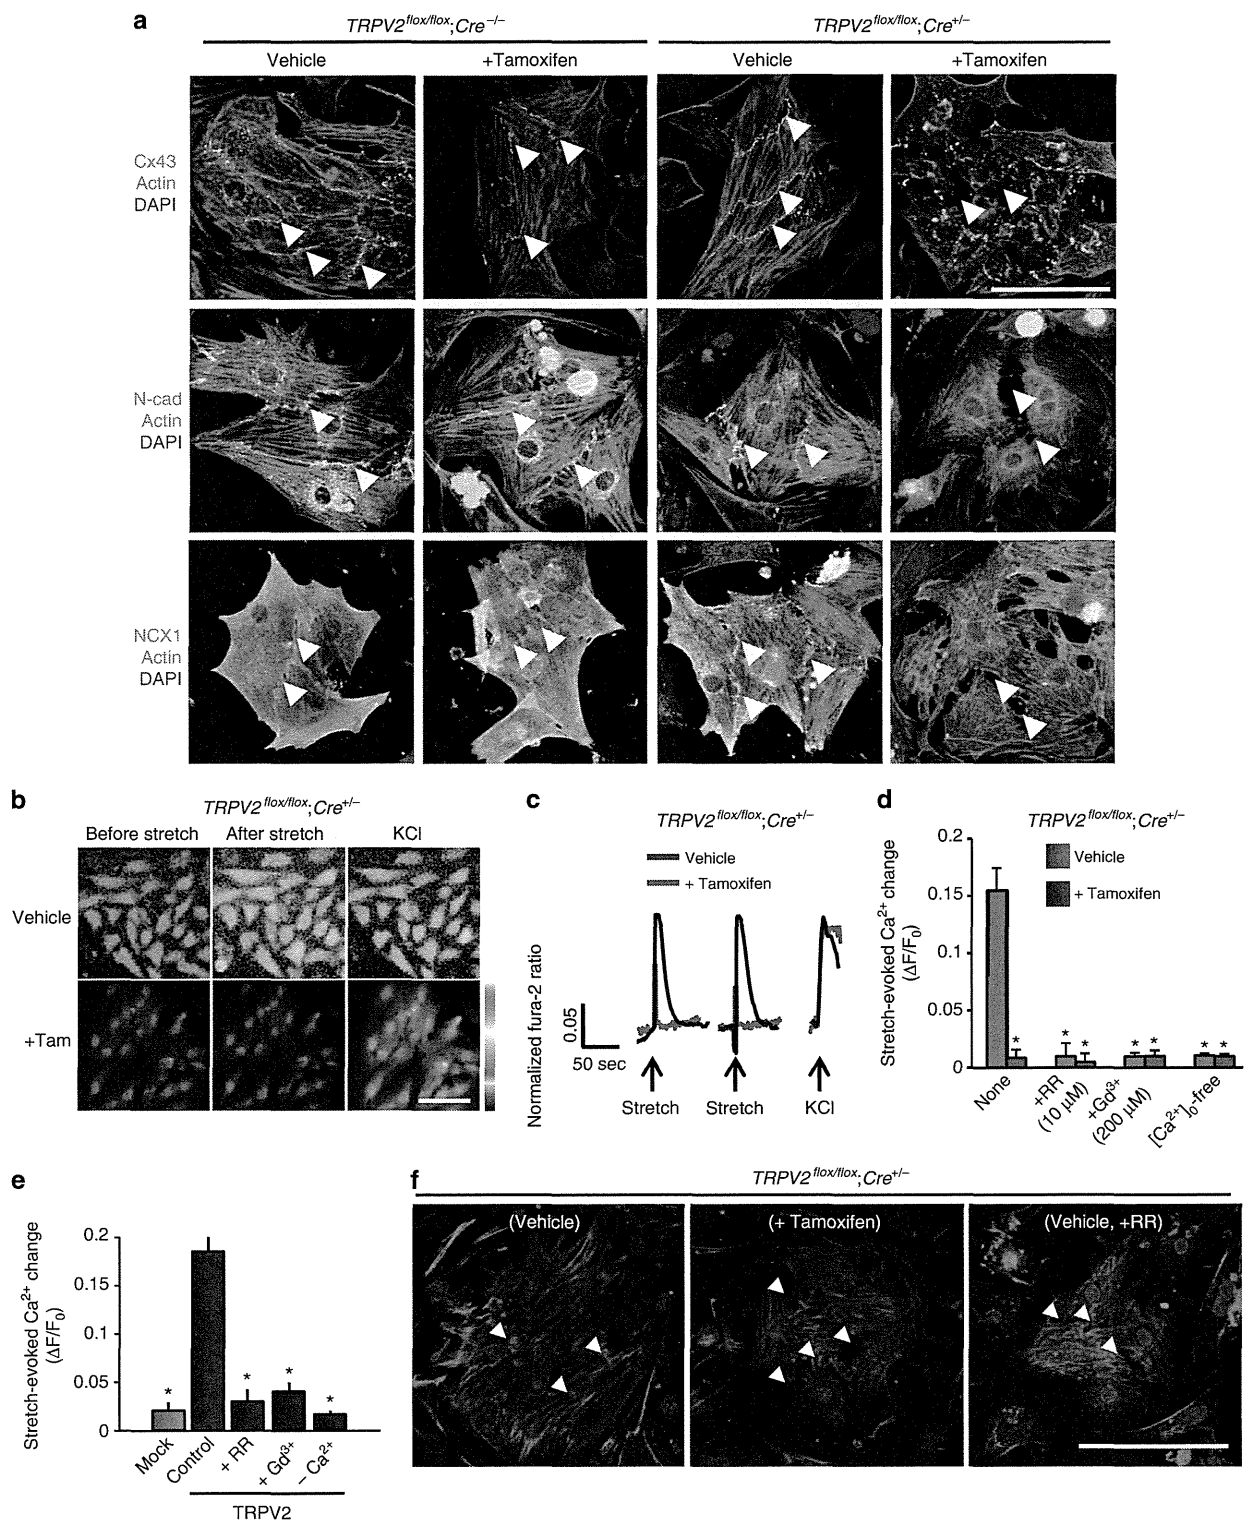 a
TRPV2flox/flox;Cre−/−
TRPV2flox/flox;Cre+/−
Vehicle
+Tamoxifen
Vehicle
+Tamoxifen
Cx43
Actin
DAPI
N-cad
Actin
DAPI
NCX1
Actin
DAPI
b
TRPV2flox/flox;Cre+/−
Before stretch
After stretch
KCl
Vehicle
+Tam
c
TRPV2flox/flox;Cre+/−
Vehicle
+ Tamoxifen
Normalized fura-2 ratio
0.05
50 sec
Stretch
Stretch
KCl
d
TRPV2flox/flox;Cre+/−
Vehicle
+ Tamoxifen
Stretch-evoked Ca2+ change
(ΔF/F0)
0.2
0.15
0.1
0.05
0
* * * * * * *
None
+RR
(10 µM)
+Gd3+
(200 µM)
[Ca2+]0-free
e
Stretch-evoked Ca2+ change
(ΔF/F0)
0.2
0.15
0.1
0.05
0
* * * *
Mock
Control
+ RR
+ Gd3+
− Ca2+
TRPV2
f
TRPV2flox/flox;Cre+/−
(Vehicle)
(+ Tamoxifen)
(Vehicle, +RR)